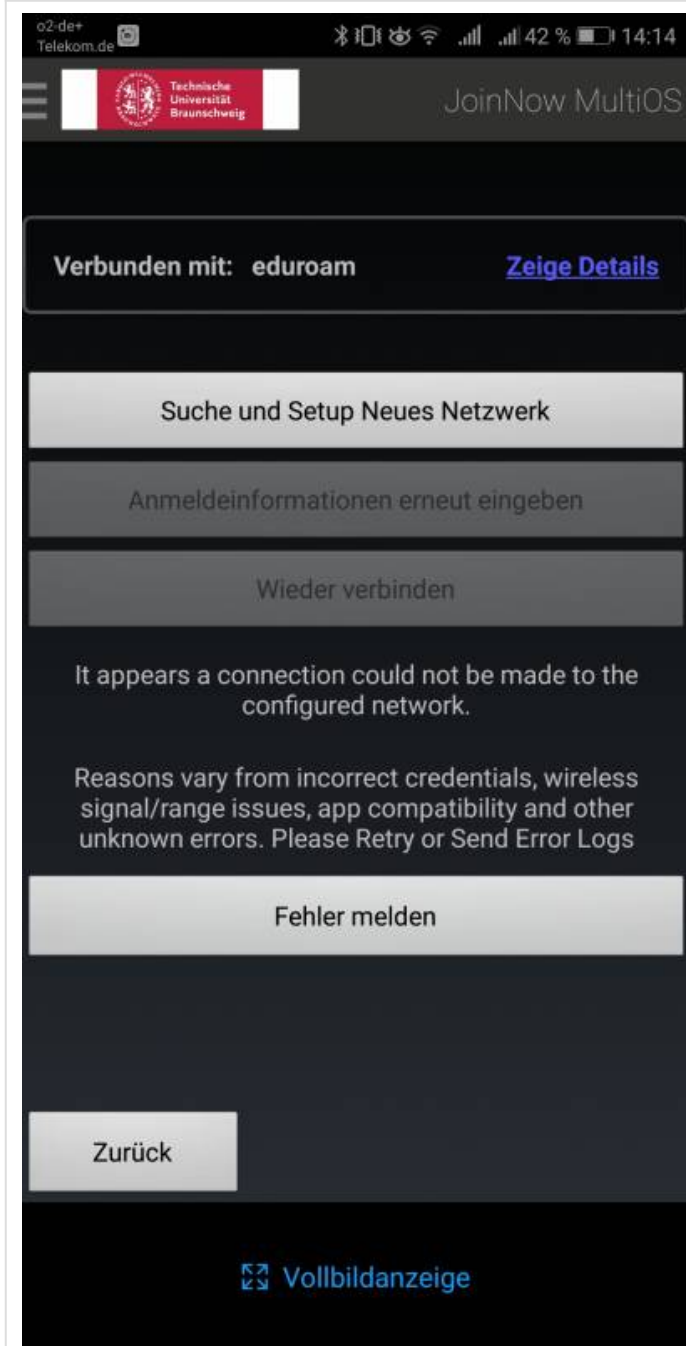 o2-de+
Telekom.de
42 % 14:14
Technische
Universität
Braunschweig
JoinNow MultiOS
Verbunden mit: eduroam Zeige Details
Suche und Setup Neues Netzwerk
Anmeldeinformationen erneut eingeben
Wieder verbinden
It appears a connection could not be made to the
configured network.
Reasons vary from incorrect credentials, wireless
signal/range issues, app compatibility and other
unknown errors. Please Retry or Send Error Logs
Fehler melden
Zurück
Vollbildanzeige